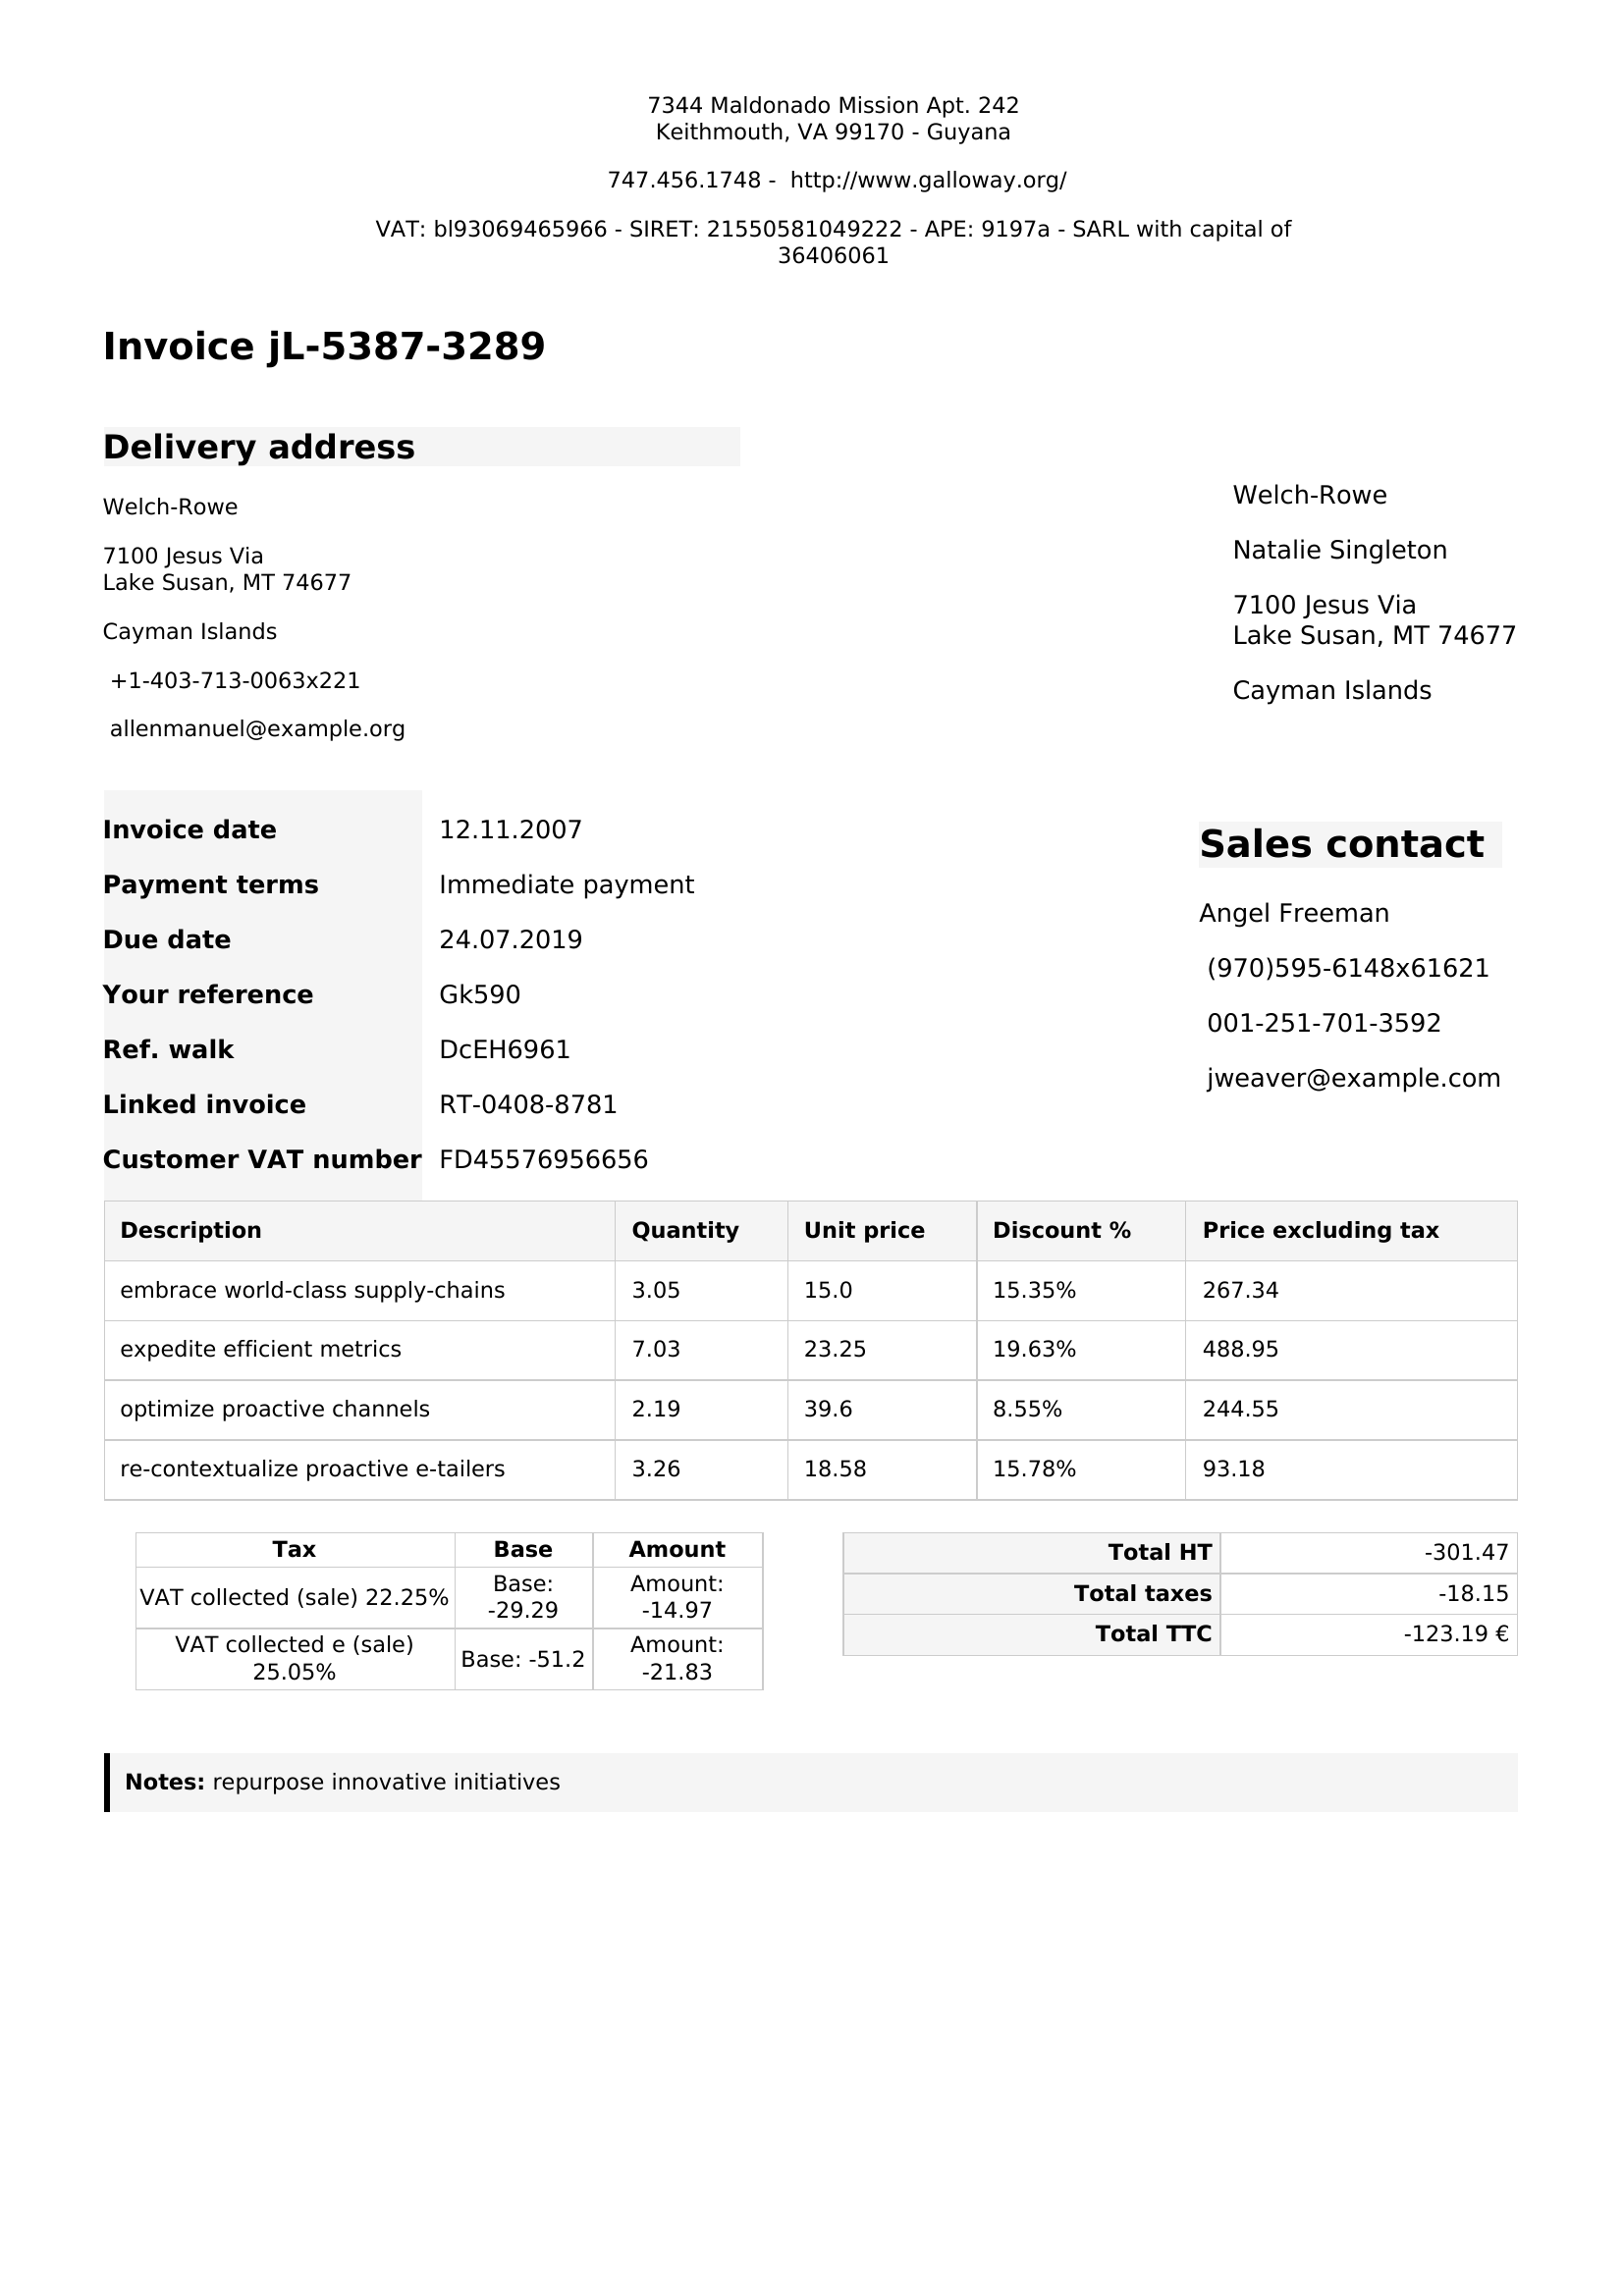 7344 Maldonado Mission Apt. 242
Keithmouth, VA 99170 - Guyana
747.456.1748 -  http://www.galloway.org/
VAT: bl93069465966 - SIRET: 21550581049222 - APE: 9197a - SARL with capital of
36406061
Invoice jL-5387-3289
Delivery address
Welch-Rowe
7100 Jesus Via
Lake Susan, MT 74677
Cayman Islands
+1-403-713-0063x221
allenmanuel@example.org
Welch-Rowe
Natalie Singleton
7100 Jesus Via
Lake Susan, MT 74677
Cayman Islands
Invoice date 12.11.2007
Payment terms Immediate payment
Due date 24.07.2019
Your reference Gk590
Ref. walk DcEH6961
Linked invoice RT-0408-8781
Customer VAT number FD45576956656
Sales contact
Angel Freeman
(970)595-6148x61621
001-251-701-3592
jweaver@example.com
Description Quantity Unit price Discount % Price excluding tax
embrace world-class supply-chains 3.05 15.0 15.35% 267.34
expedite efficient metrics 7.03 23.25 19.63% 488.95
optimize proactive channels 2.19 39.6 8.55% 244.55
re-contextualize proactive e-tailers 3.26 18.58 15.78% 93.18
Tax Base Amount
VAT collected (sale) 22.25% Base: -29.29 Amount: -14.97
VAT collected e (sale) 25.05% Base: -51.2 Amount: -21.83
Total HT -301.47
Total taxes -18.15
Total TTC -123.19 €
Notes: repurpose innovative initiatives